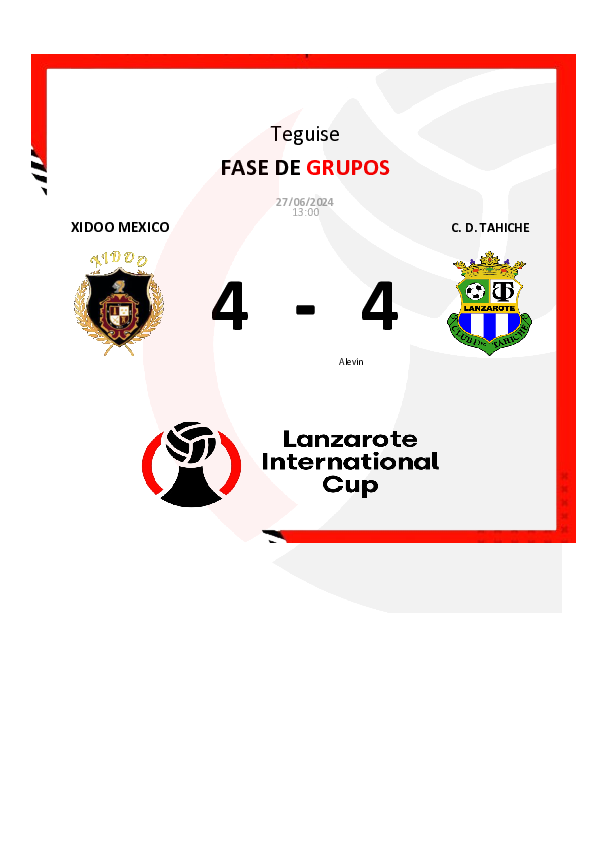 Teguise
FASE DE GRUPOS
27/06/2024
13:00
XIDOO MEXICO
C. D. TAHICHE
XIDOO
4 - 4
LANZAROTE
Alevin
Lanzarote
International
Cup